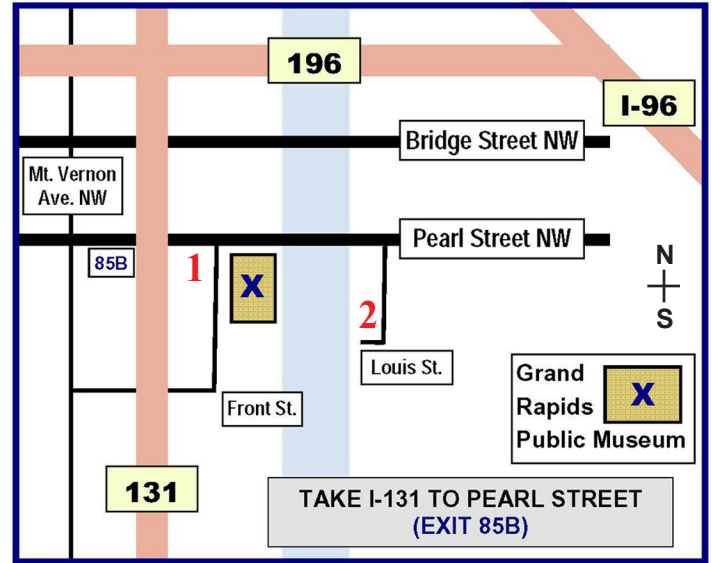 196
I-96
Bridge Street NW
Mt. Vernon
Ave. NW
Pearl Street NW
85B
1
X
2
N
S
Louis St.
Front St.
Grand
Rapids
Public Museum
X
131
TAKE I-131 TO PEARL STREET
(EXIT 85B)